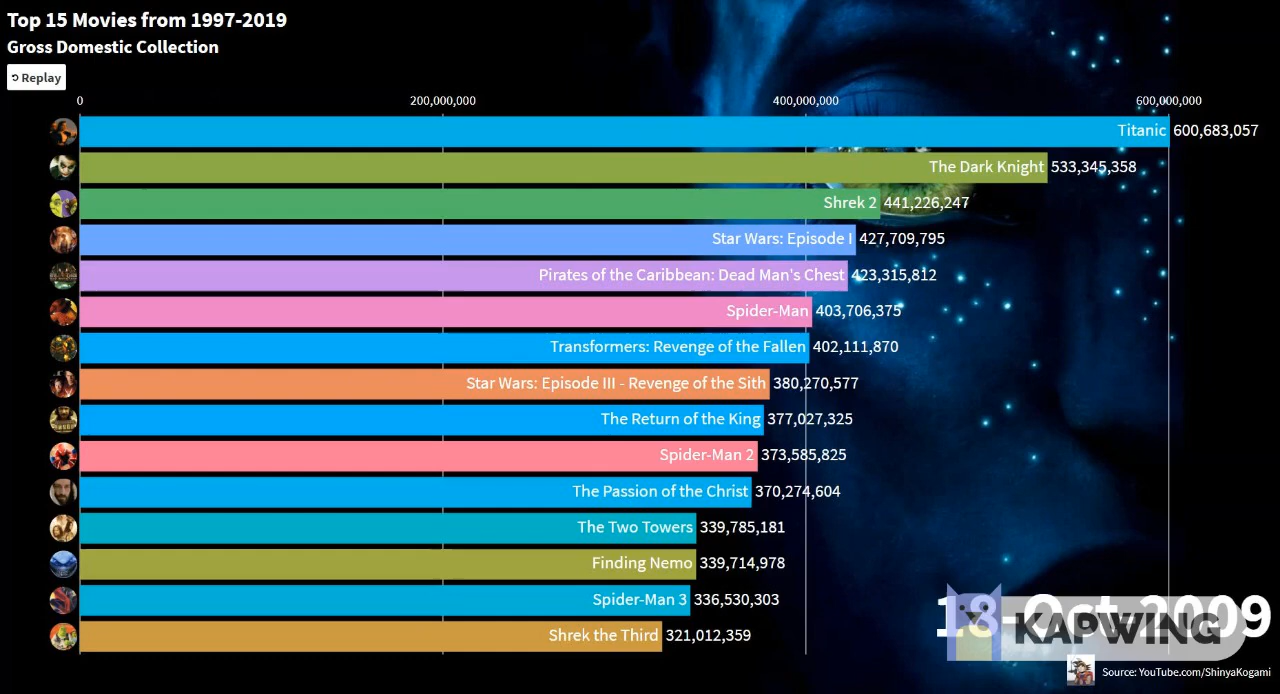 Top 15 Movies from 1997-2019
Gross Domestic Collection
Replay
0 200,000,000 400,000,000 600,000,000
Titanic 600,683,057
The Dark Knight 533,345,358
Shrek 2 441,226,247
Star Wars: Episode I 427,709,795
Pirates of the Caribbean: Dead Man's Chest 423,315,812
Spider-Man 403,706,375
Transformers: Revenge of the Fallen 402,111,870
Star Wars: Episode III - Revenge of the Sith 380,270,577
The Return of the King 377,027,325
Spider-Man 2 373,585,825
The Passion of the Christ 370,274,604
The Two Towers 339,785,181
Finding Nemo 339,714,978
Spider-Man 3 336,530,303
Shrek the Third 321,012,359
18-Oct-2009
KAPWING
Source: YouTube.com/ShinyaKogami